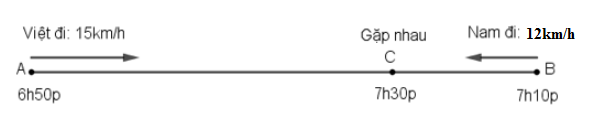 Việt đi: 15km/h
Gặp nhau
Nam đi: 12km/h
A
C
B
6h50p
7h30p
7h10p